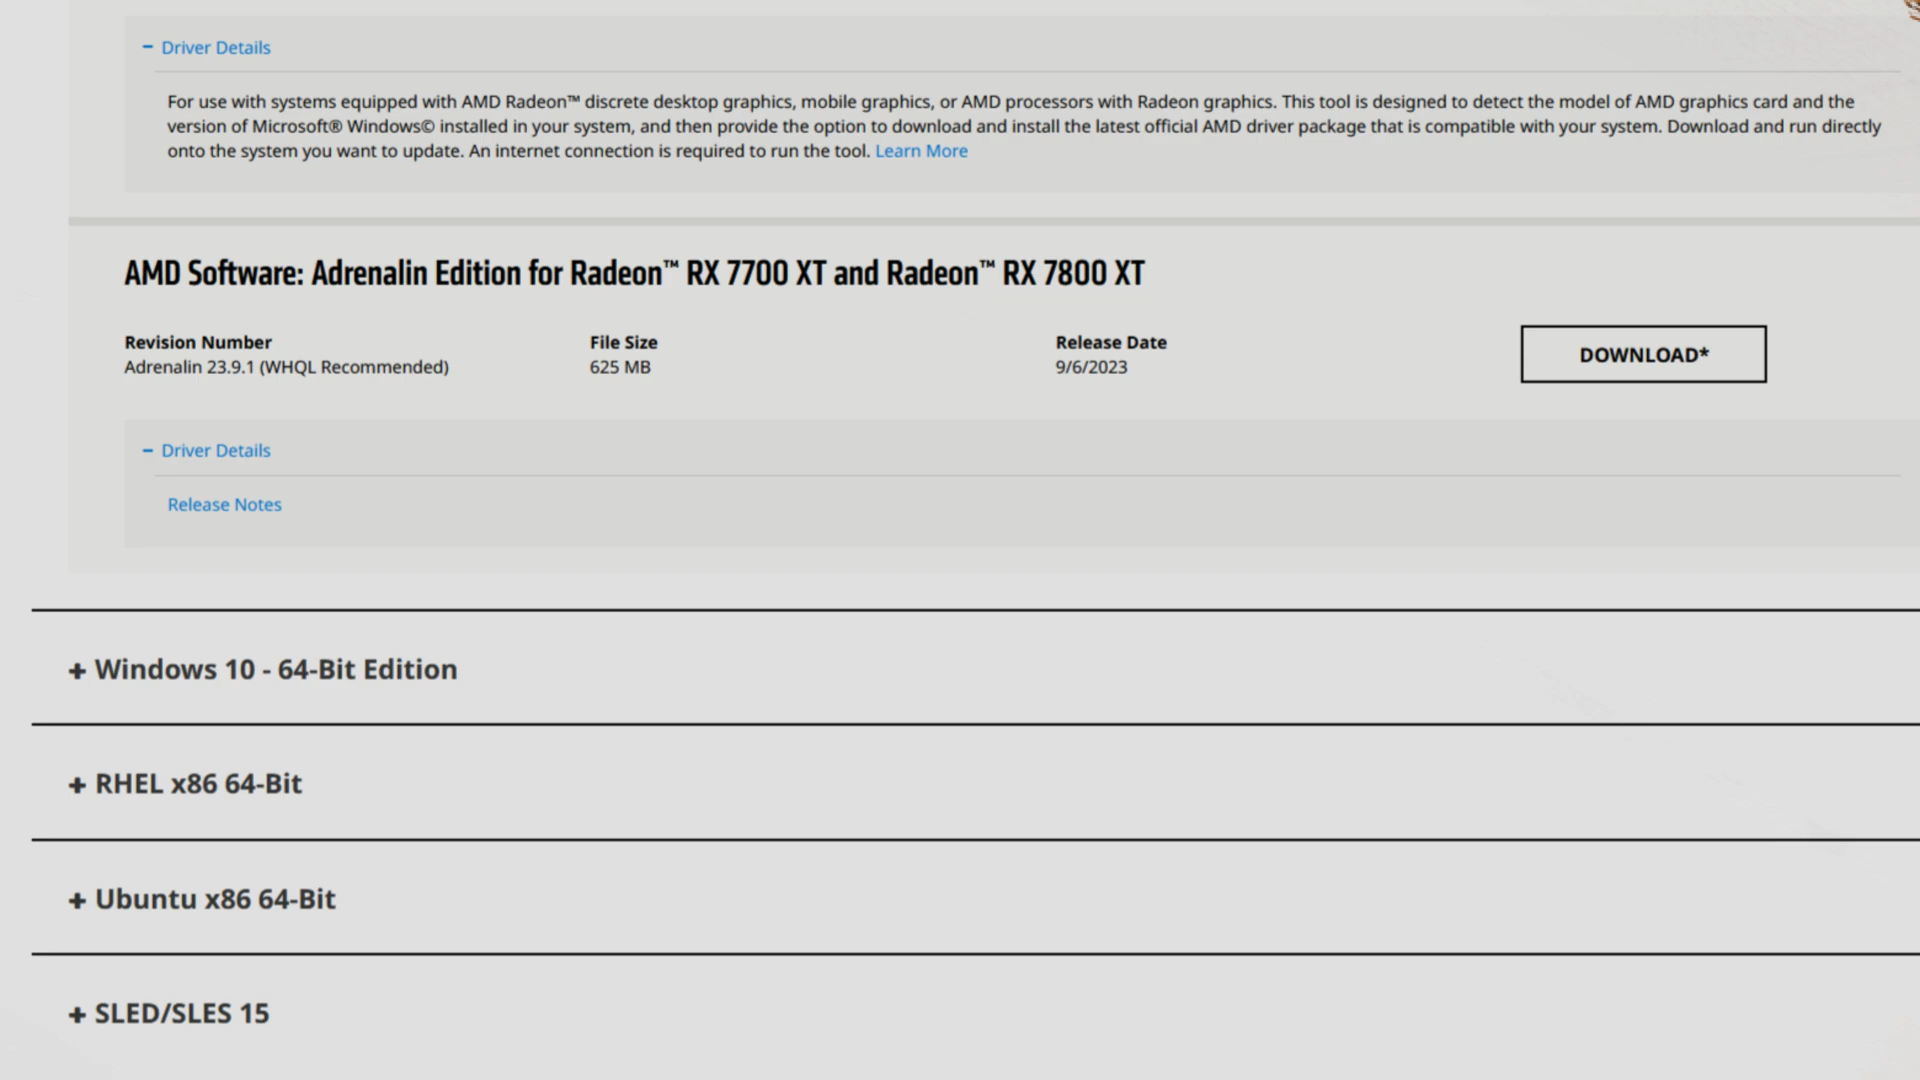 – Driver Details
For use with systems equipped with AMD Radeon™ discrete desktop graphics, mobile graphics, or AMD processors with Radeon graphics. This tool is designed to detect the model of AMD graphics card and the
version of Microsoft® Windows© installed in your system, and then provide the option to download and install the latest official AMD driver package that is compatible with your system. Download and run directly
onto the system you want to update. An internet connection is required to run the tool. Learn More
AMD Software: Adrenalin Edition for Radeon™ RX 7700 XT and Radeon™ RX 7800 XT
Revision Number
Adrenalin 23.9.1 (WHQL Recommended)
File Size
625 MB
Release Date
9/6/2023
DOWNLOAD*
– Driver Details
Release Notes
+ Windows 10 - 64-Bit Edition
+ RHEL x86 64-Bit
+ Ubuntu x86 64-Bit
+ SLED/SLES 15